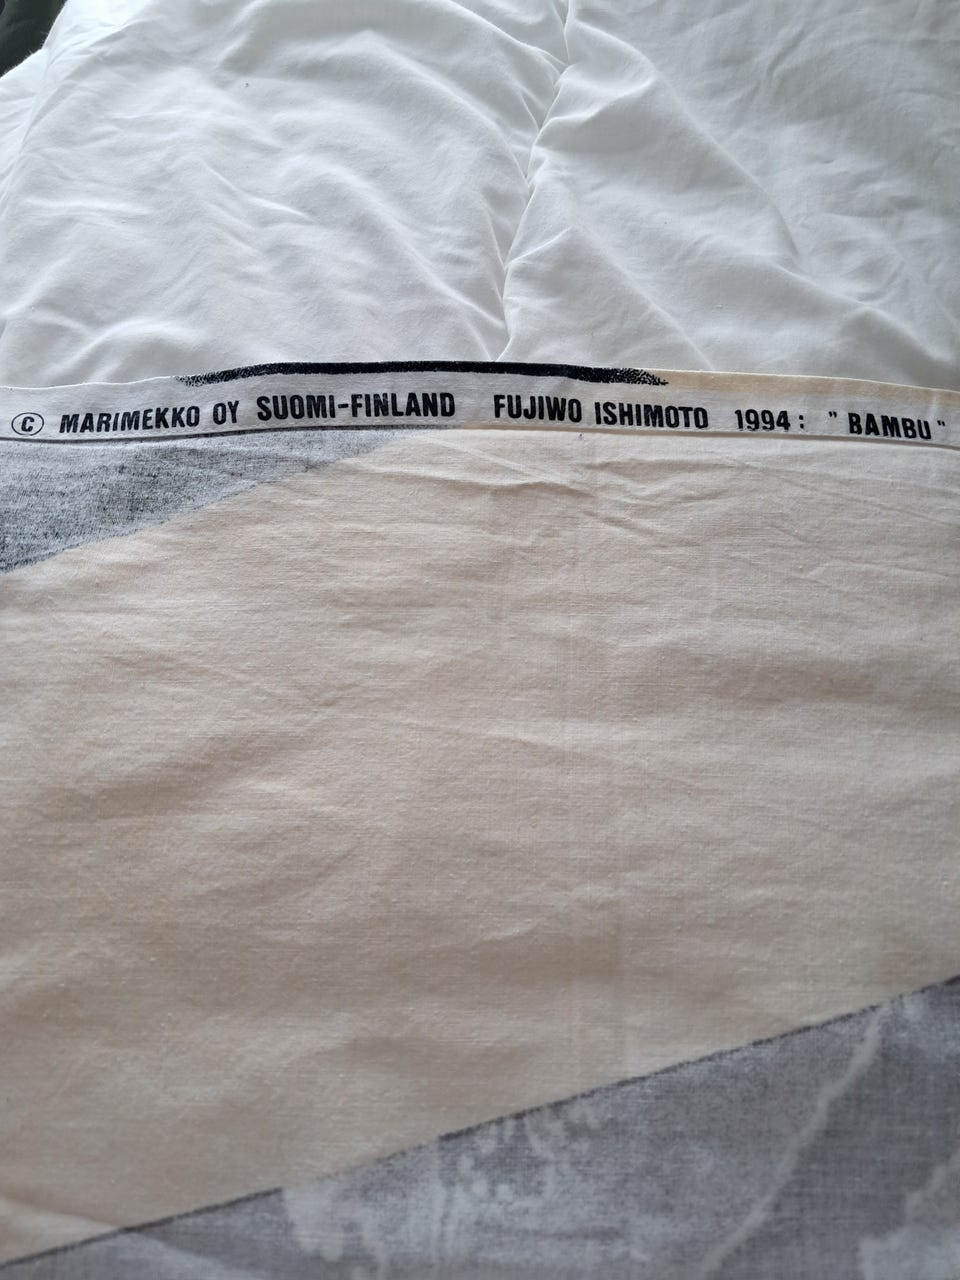 © MARIMEKKO OY SUOMI-FINLAND FUJIWO ISHIMOTO 1994: "BAMBU"